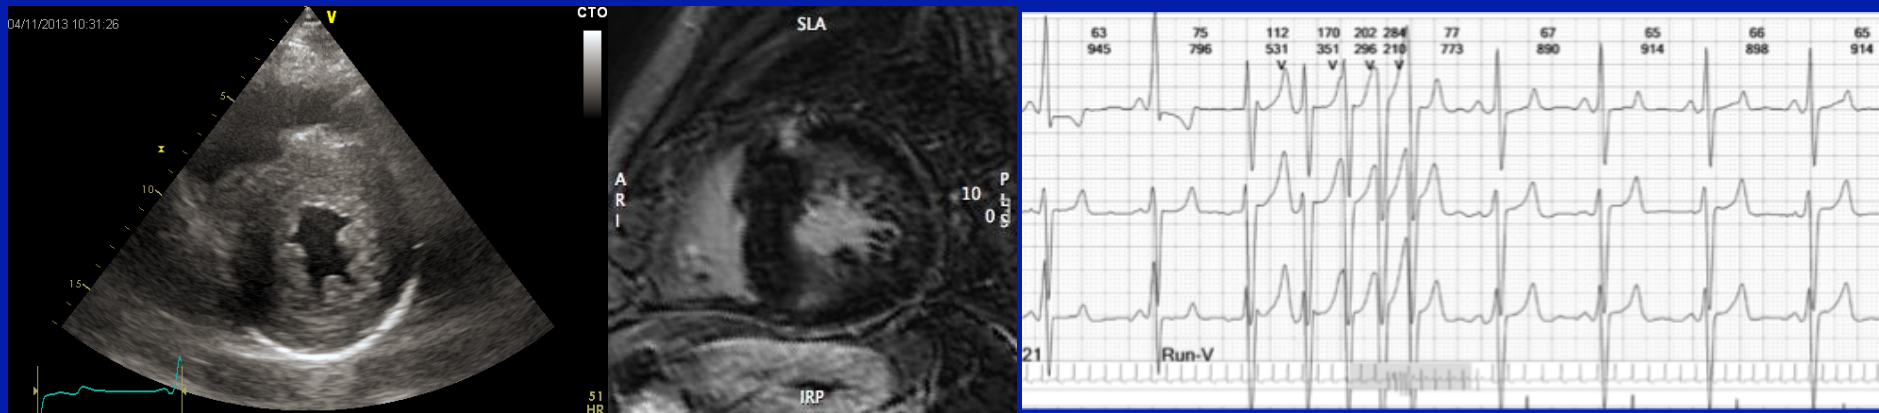 04/11/2013 10:31:26
V
CTO
5
10
15
51
HR
SLA
A
R
I
P
L
S
10
0
IRP
63 75 112 170 202 284 77 67 65 66 65
945 796 531 351 296 210 773 890 914 898 914
V V V V
21
Run-V